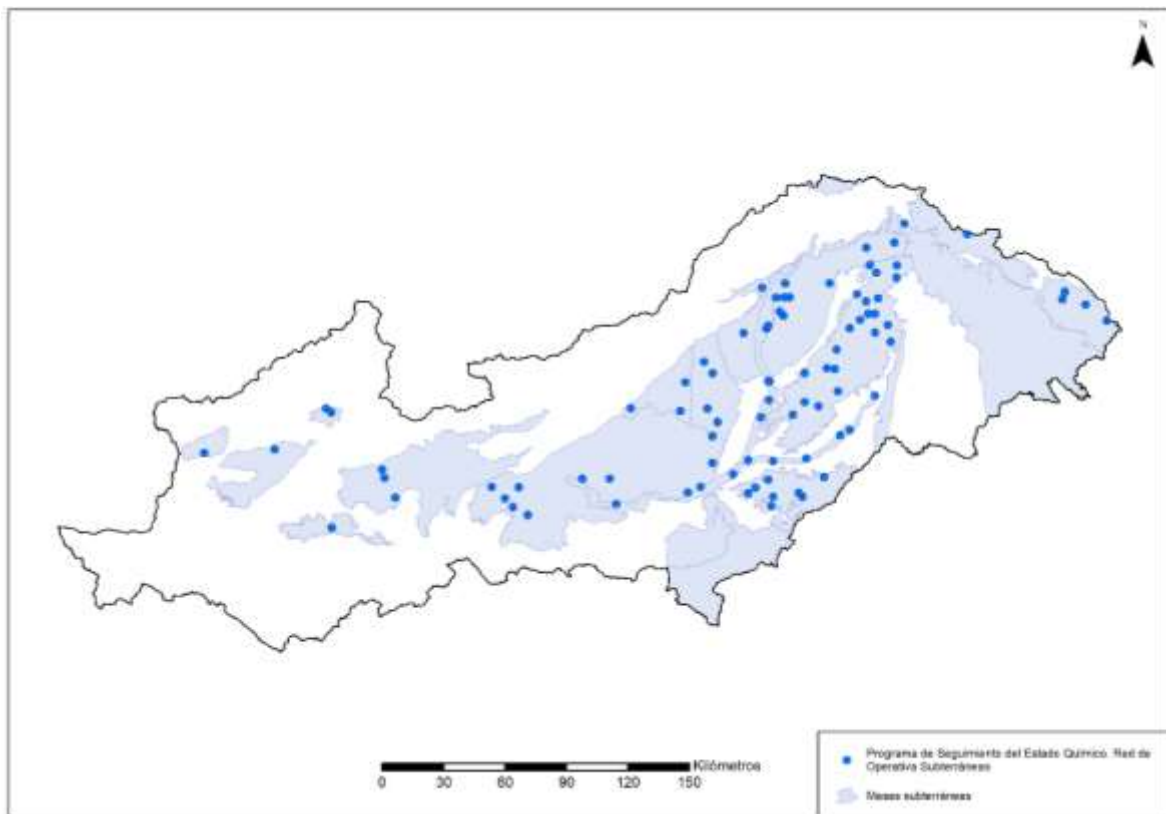 N
Kilómetros
0 30 60 90 120 150
Programa de Seguimiento del Estado Químico. Red de
Operativa Subterráneas
Masas subterráneas